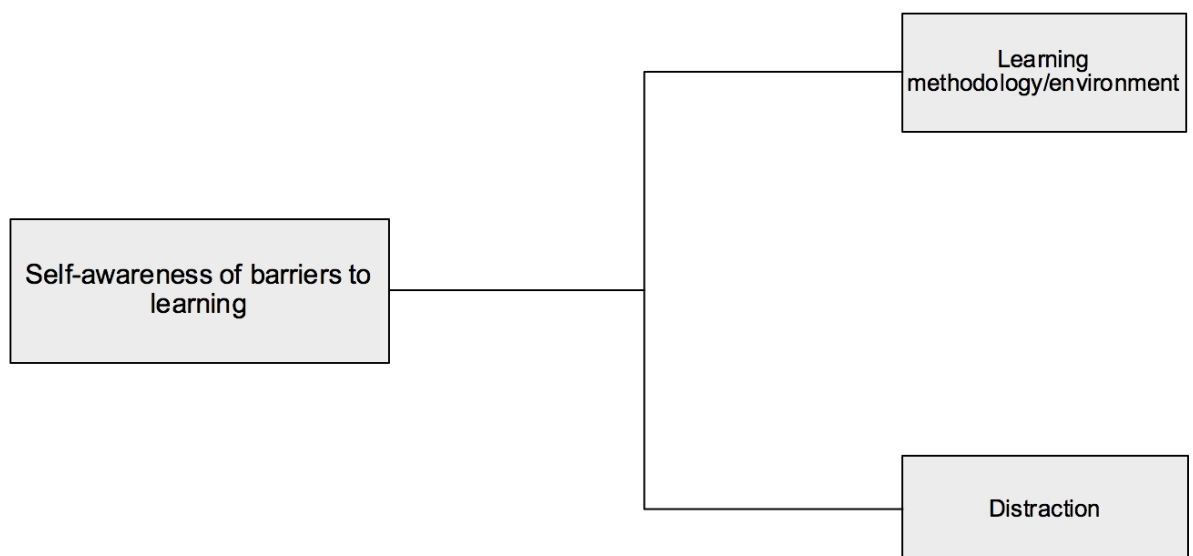 Learning
methodology/environment
Self-awareness of barriers to
learning
Distraction